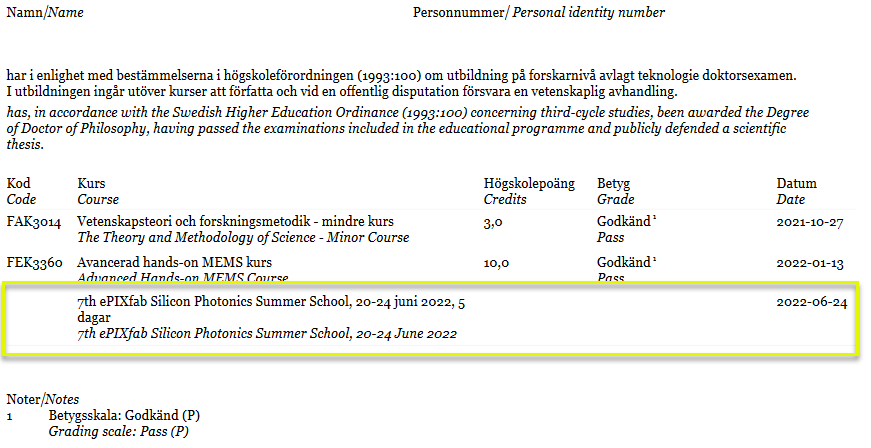 Namn/Name Personnummer/ Personal identity number
har i enlighet med bestämmelserna i högskoleförordningen (1993:100) om utbildning på forskarnivå avlagt teknologie doktorsexamen.
I utbildningen ingår utöver kurser att författa och vid en offentlig disputation försvara en vetenskaplig avhandling.
has, in accordance with the Swedish Higher Education Ordinance (1993:100) concerning third-cycle studies, been awarded the Degree
of Doctor of Philosophy, having passed the examinations included in the educational programme and publicly defended a scientific
thesis.
Kod Kurs Högskolepoäng Betyg Datum
Code Course Credits Grade Date
FAK3014 Vetenskapsteori och forskningsmetodik - mindre kurs 3,0 Godkänd¹ 2021-10-27
The Theory and Methodology of Science - Minor Course Pass
FEK3360 Avancerad hands-on MEMS kurs 10,0 Godkänd¹ 2022-01-13
Advanced Hands-on MEMS Course Pass
7th ePIXfab Silicon Photonics Summer School, 20-24 juni 2022, 5 2022-06-24
dagar
7th ePIXfab Silicon Photonics Summer School, 20-24 June 2022
Noter/Notes
1 Betygsskala: Godkänd (P)
Grading scale: Pass (P)